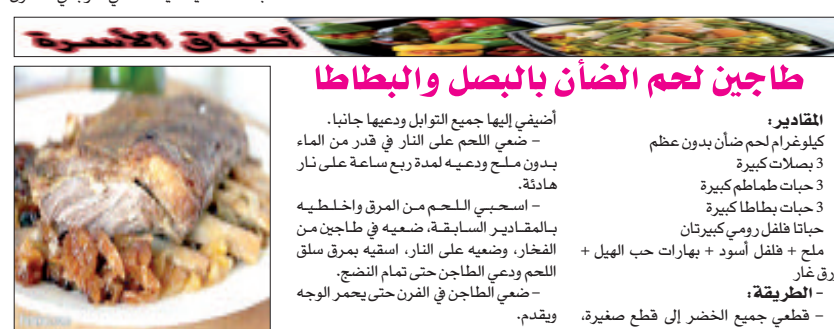 أطباق الأسرة
طاجين لحم الضأن بالبصل والبطاطا
المقادير:
كيلوغرام لحم ضأن بدون عظم
3 بصلات كبيرة
3 حبات طماطم كبيرة
3 حبات بطاطا كبيرة
حباتا فلفل رومي كبيرتان
ملح + فلفل أسود + بهارات حب الهيل +
رق غار
- الطريقة:
- قطعي جميع الخضر إلى قطع صغيرة،
أضيفي إليها جميع التوابل ودعيها جانبا.
- ضعي اللحم على النار في قدر من الماء
بدون ملح ودعيه لمدة ربع ساعة على نار
هادئة.
- اسحبي اللحم من المرق واخلطيه
بالمقادير السابقة، ضعيه في طاجين من
الفخار، وضعيه على النار، اسقيه بمرق سلق
اللحم ودعي الطاجن حتى تمام النضج.
- ضعي الطاجن في الفرن حتى يحمر الوجه
ويقدم.